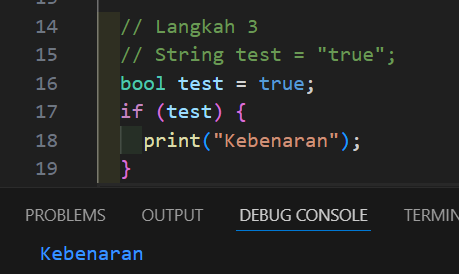 14 // Langkah 3
15 // String test = "true";
16 bool test = true;
17 if (test) {
18 print("Kebenaran");
19 }
PROBLEMS OUTPUT DEBUG CONSOLE TERMIN
Kebenaran